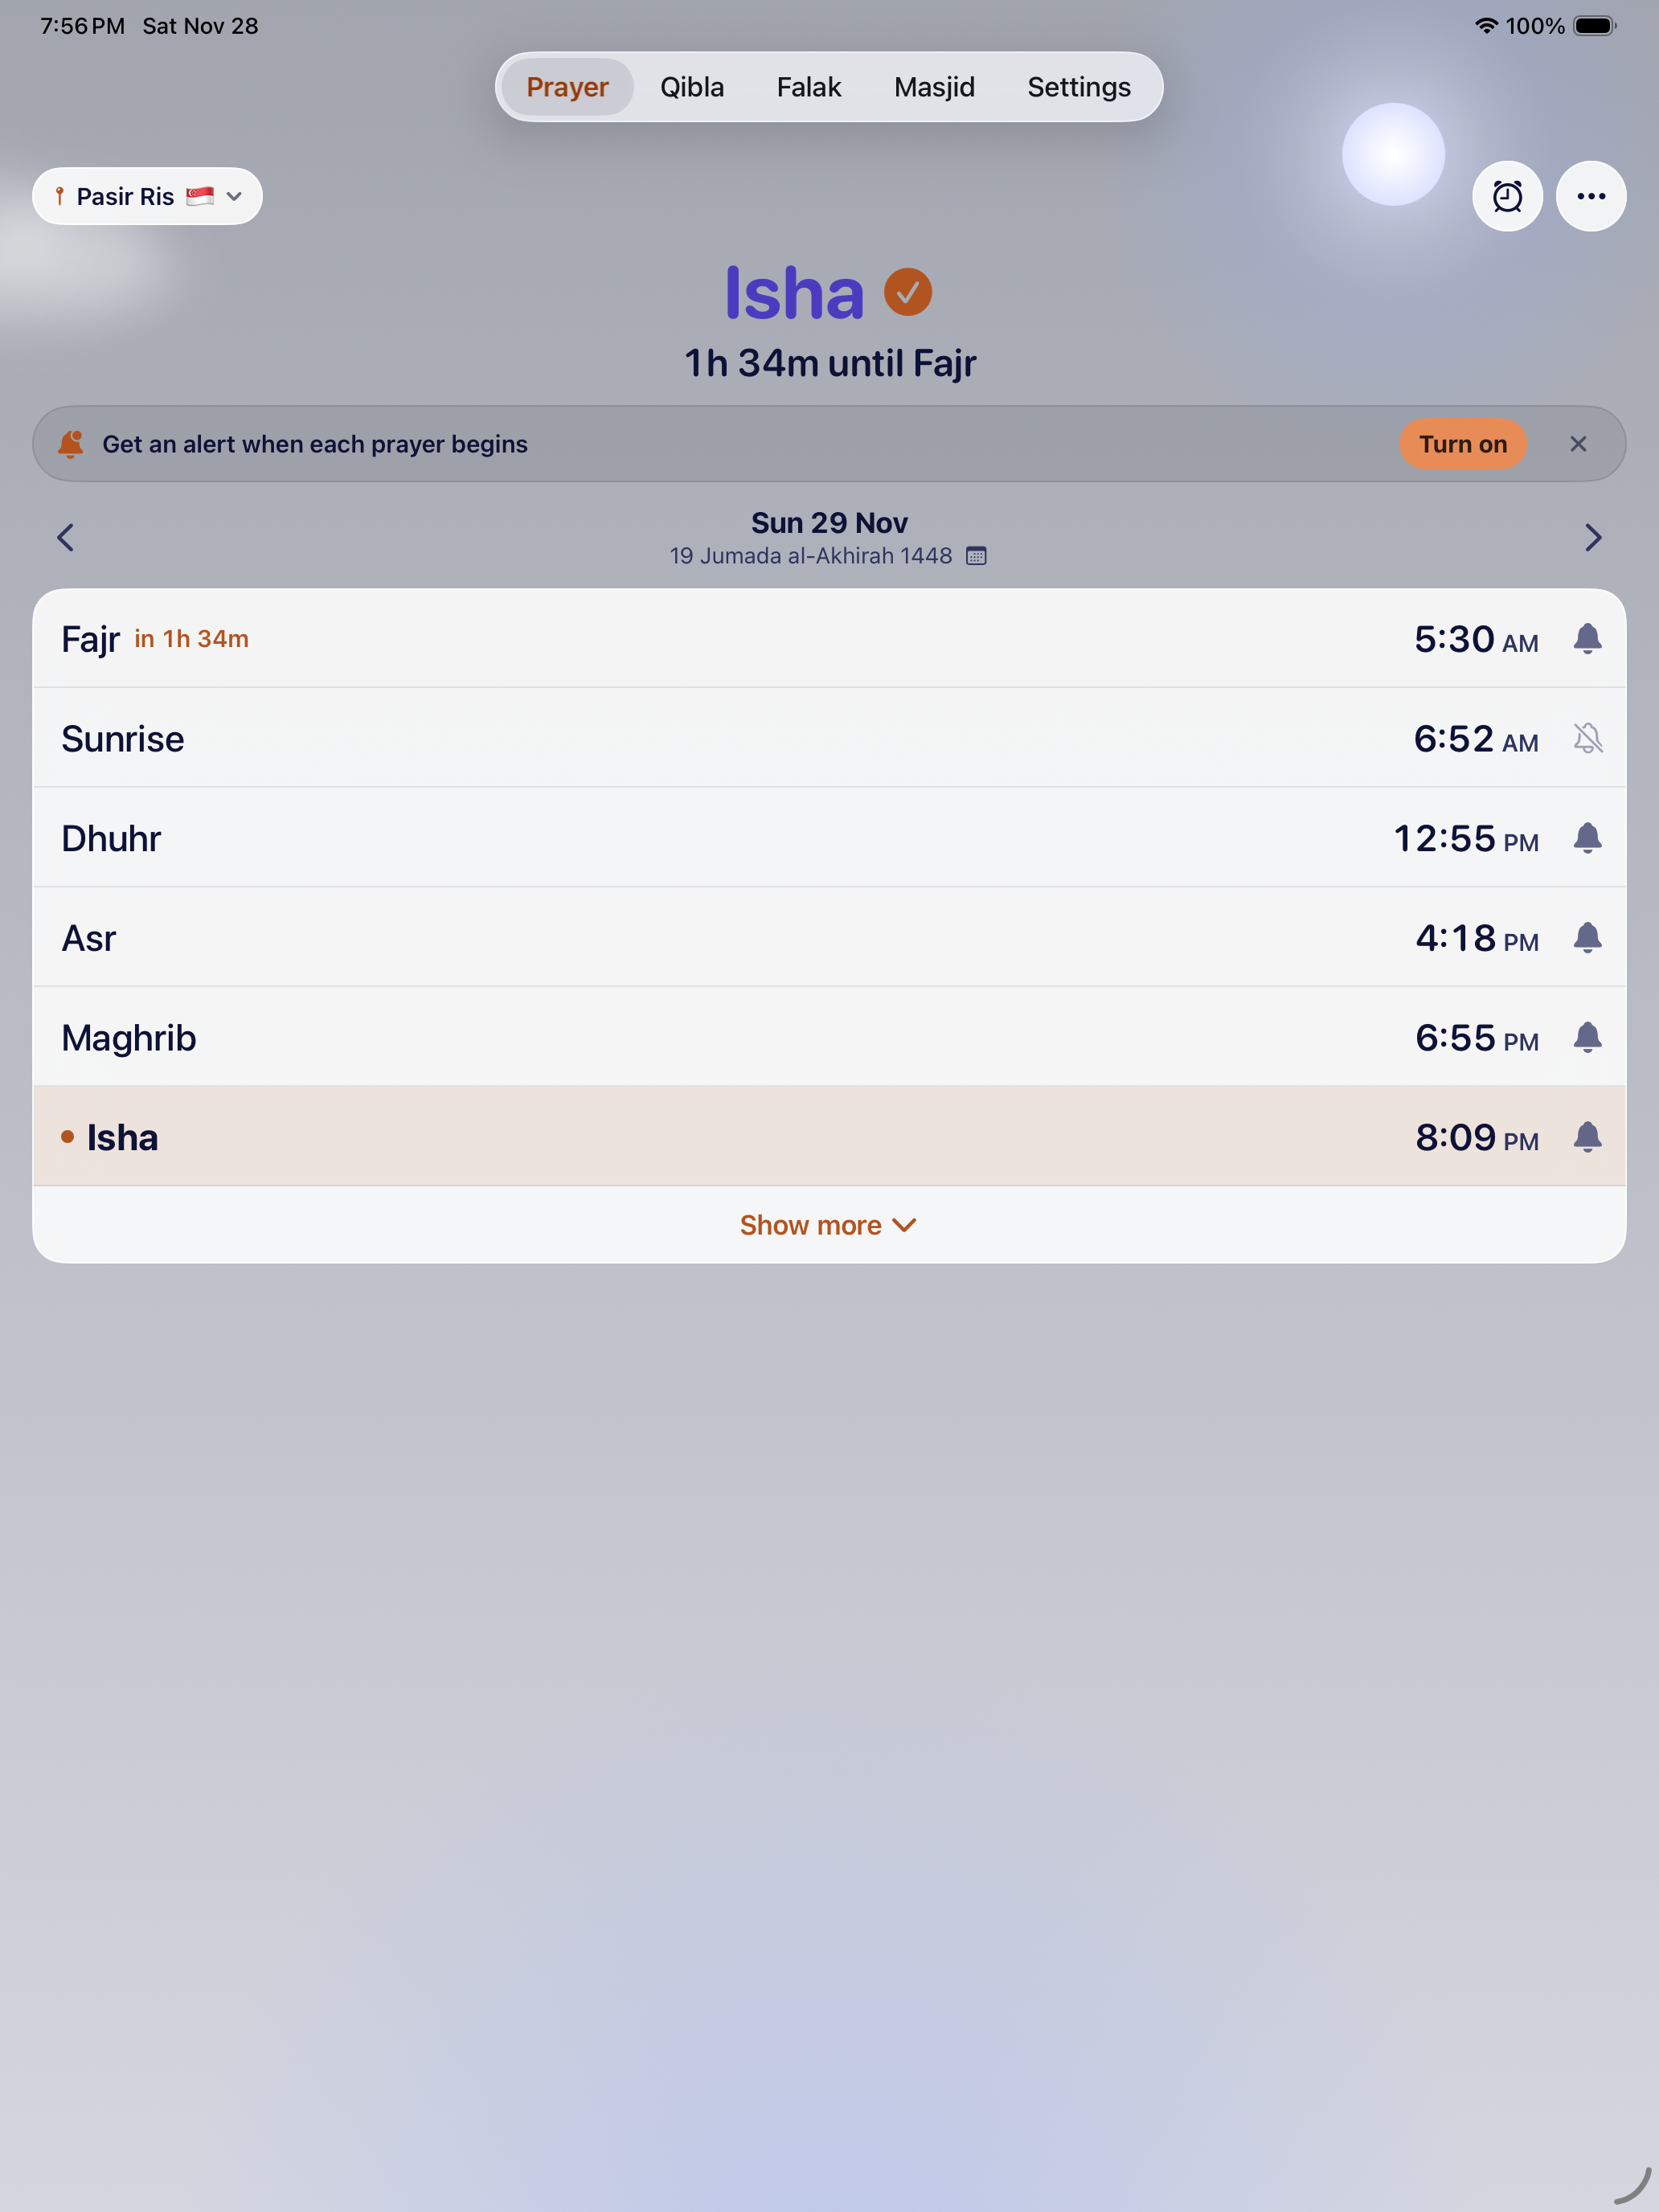 7:56 PM Sat Nov 28
100%
Prayer Qibla Falak Masjid Settings
Pasir Ris
Isha
1h 34m until Fajr
Get an alert when each prayer begins Turn on
Sun 29 Nov
19 Jumada al-Akhirah 1448
Fajr in 1h 34m 5:30 AM
Sunrise 6:52 AM
Dhuhr 12:55 PM
Asr 4:18 PM
Maghrib 6:55 PM
Isha 8:09 PM
Show more